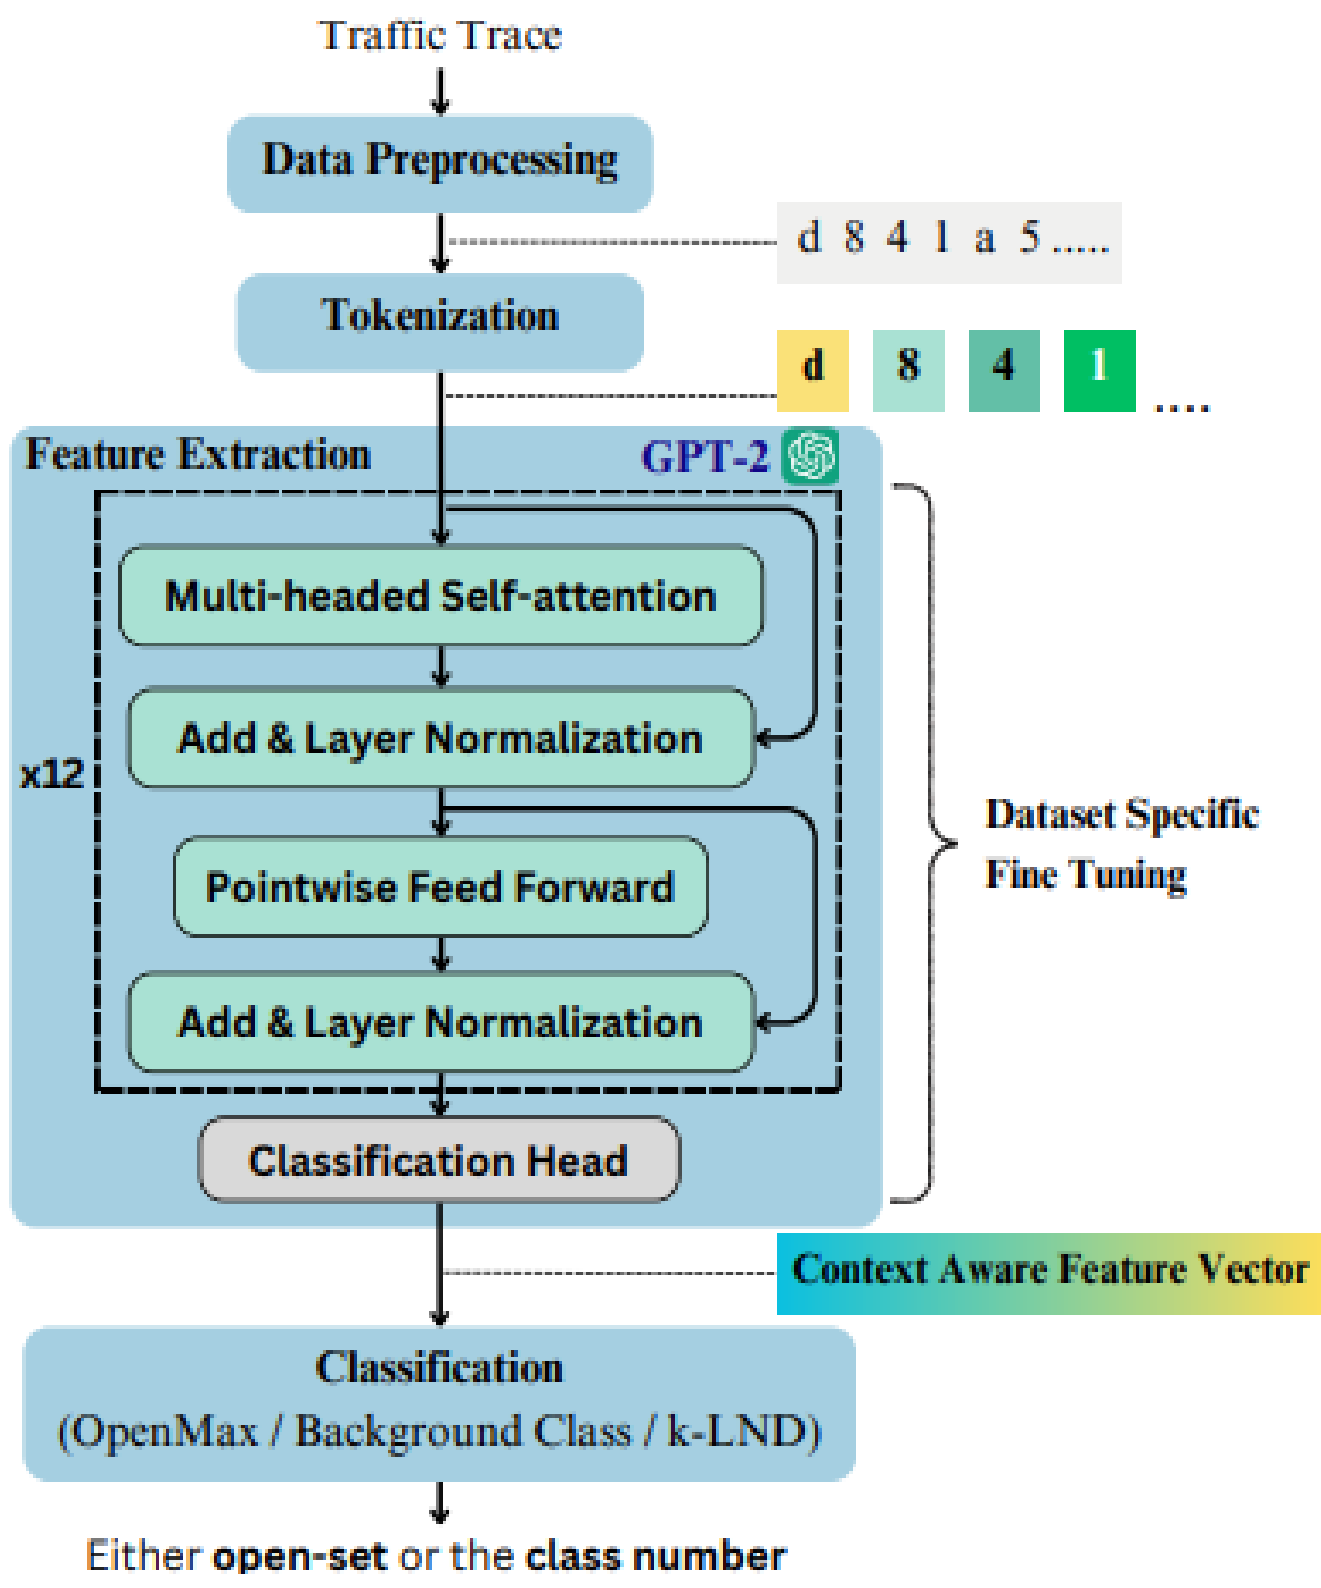 Traffic Trace
Data Preprocessing
d 8 4 1 a 5 .....
Tokenization
d 8 4 1 ....
Feature Extraction
GPT-2
Multi-headed Self-attention
Add & Layer Normalization
x12
Pointwise Feed Forward
Add & Layer Normalization
Classification Head
Dataset Specific
Fine Tuning
Context Aware Feature Vector
Classification
(OpenMax / Background Class / k-LND)
Either open-set or the class number